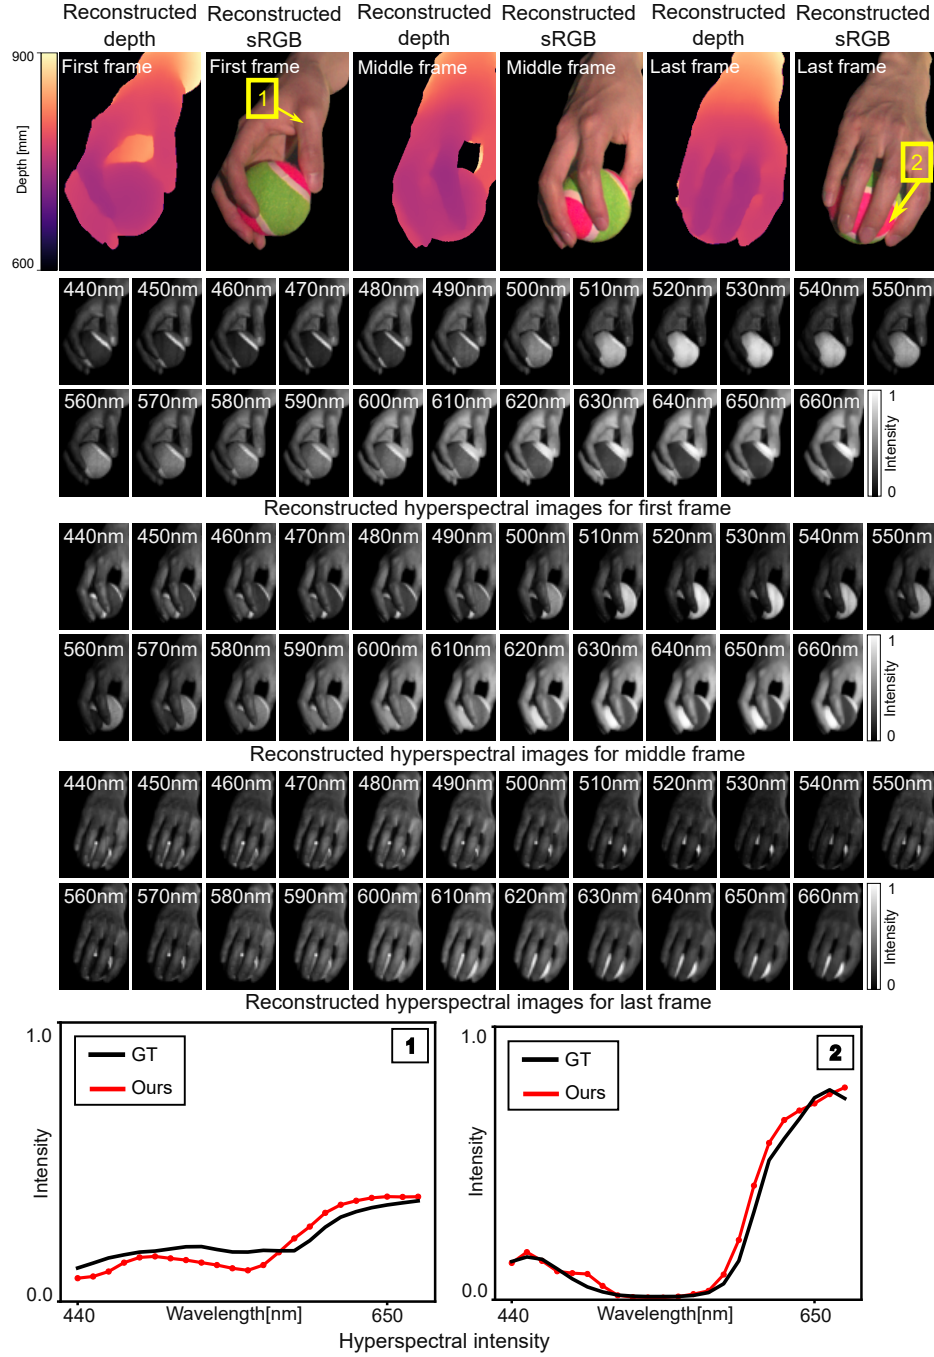 Reconstructed depth
Reconstructed sRGB
Reconstructed depth
Reconstructed sRGB
Reconstructed depth
Reconstructed sRGB
900
Depth [mm]
600
First frame
First frame
Middle frame
Middle frame
Last frame
Last frame
1
2
440nm 450nm 460nm 470nm 480nm 490nm 500nm 510nm 520nm 530nm 540nm 550nm
560nm 570nm 580nm 590nm 600nm 610nm 620nm 630nm 640nm 650nm 660nm
1
Intensity
0
Reconstructed hyperspectral images for first frame
440nm 450nm 460nm 470nm 480nm 490nm 500nm 510nm 520nm 530nm 540nm 550nm
560nm 570nm 580nm 590nm 600nm 610nm 620nm 630nm 640nm 650nm 660nm
1
Intensity
0
Reconstructed hyperspectral images for middle frame
440nm 450nm 460nm 470nm 480nm 490nm 500nm 510nm 520nm 530nm 540nm 550nm
560nm 570nm 580nm 590nm 600nm 610nm 620nm 630nm 640nm 650nm 660nm
1
Intensity
0
Reconstructed hyperspectral images for last frame
1.0
GT
Ours
1
Intensity
0.0
440
Wavelength[nm]
650
1.0
GT
Ours
2
Intensity
0.0
440
Wavelength[nm]
650
Hyperspectral intensity